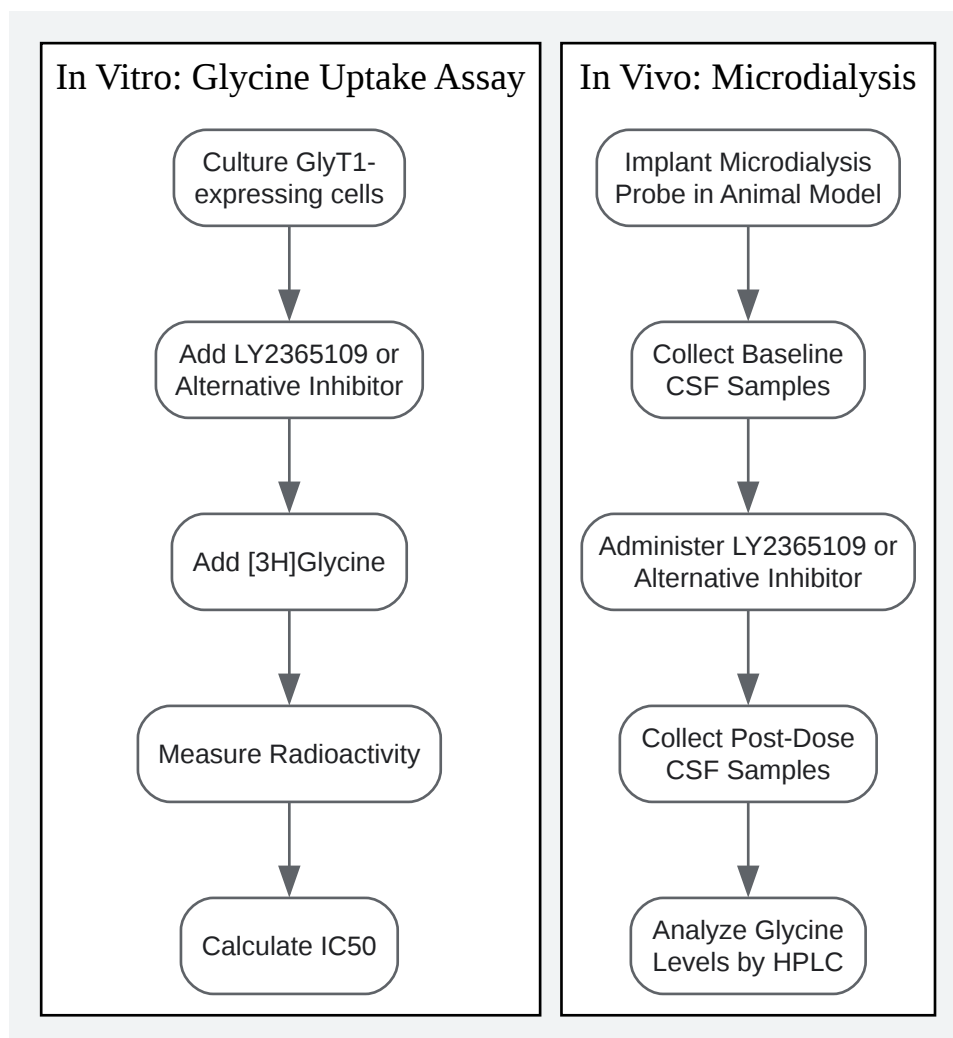 In Vitro: Glycine Uptake Assay
Culture GlyT1-
expressing cells
Add LY2365109 or
Alternative Inhibitor
Add [3H]Glycine
Measure Radioactivity
Calculate IC50
In Vivo: Microdialysis
Implant Microdialysis
Probe in Animal Model
Collect Baseline
CSF Samples
Administer LY2365109 or
Alternative Inhibitor
Collect Post-Dose
CSF Samples
Analyze Glycine
Levels by HPLC